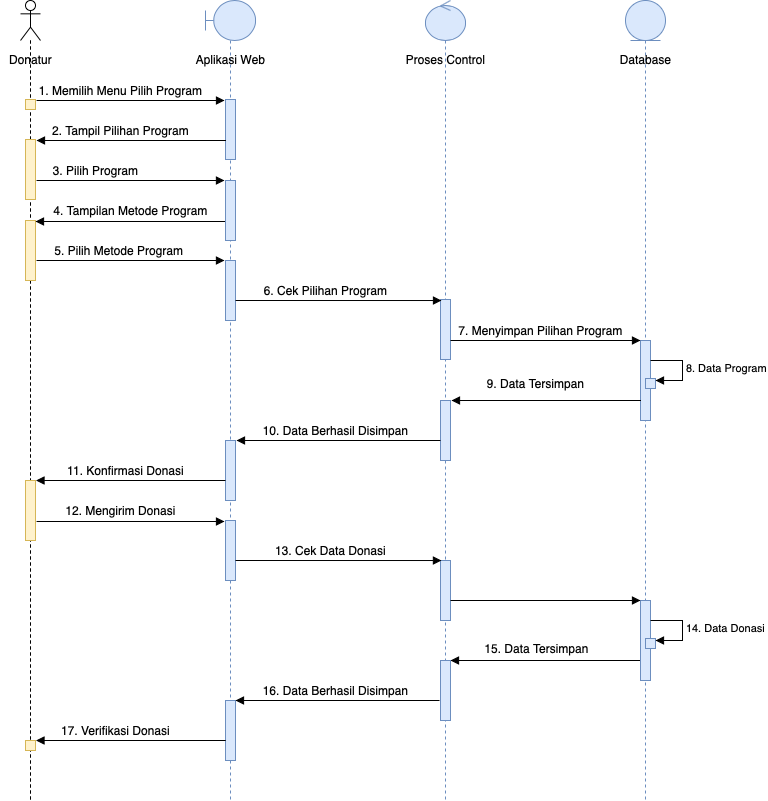 Donatur
Aplikasi Web
Proses Control
Database
1. Memilih Menu Pilih Program
2. Tampil Pilihan Program
3. Pilih Program
4. Tampilan Metode Program
5. Pilih Metode Program
6. Cek Pilihan Program
7. Menyimpan Pilihan Program
8. Data Program
9. Data Tersimpan
10. Data Berhasil Disimpan
11. Konfirmasi Donasi
12. Mengirim Donasi
13. Cek Data Donasi
14. Data Donasi
15. Data Tersimpan
16. Data Berhasil Disimpan
17. Verifikasi Donasi